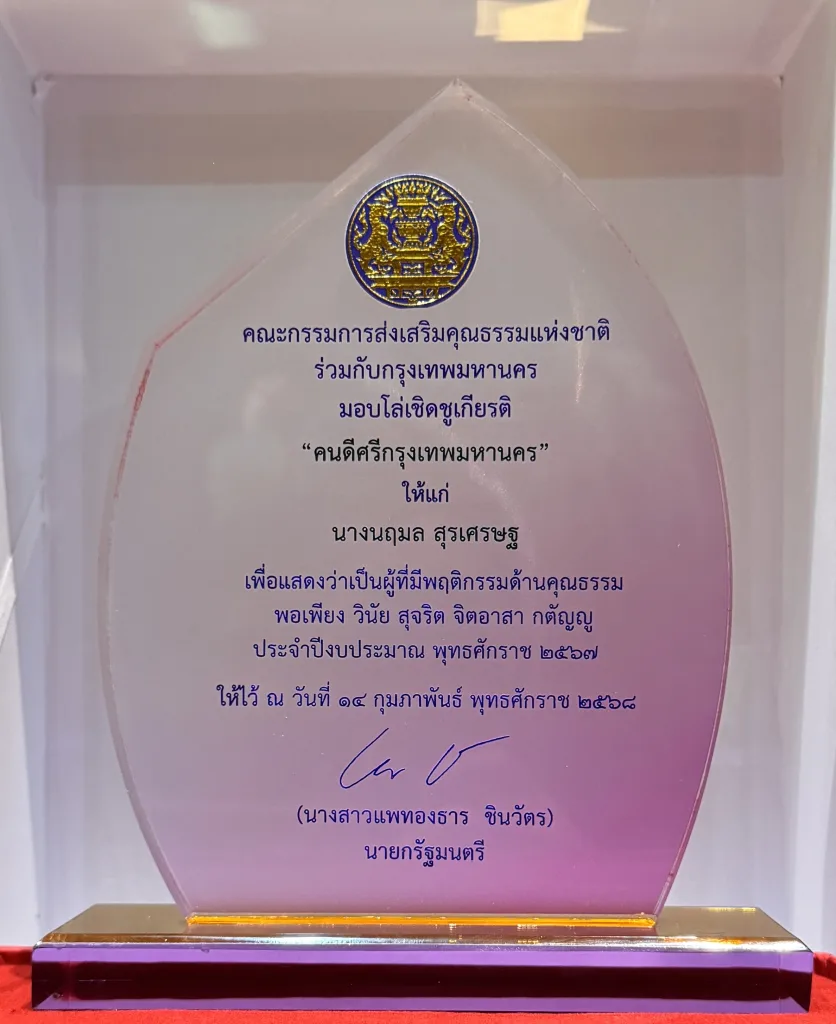 คณะกรรมการส่งเสริมคุณธรรมแห่งชาติ
ร่วมกับกรุงเทพมหานคร
มอบโล่เชิดชูเกียรติ
“คนดีศรีกรุงเทพมหานคร”
ให้แก่
นางนฤมล สุรเศรษฐ
เพื่อแสดงว่าเป็นผู้ที่มีพฤติกรรมด้านคุณธรรม
พอเพียง วินัย สุจริต จิตอาสา กตัญญู
ประจำปีงบประมาณ พุทธศักราช ๒๕๖๗
ให้ไว้ ณ วันที่ ๑๔ กุมภาพันธ์ พุทธศักราช ๒๕๖๘
(นางสาวแพทองธาร ชินวัตร)
นายกรัฐมนตรี